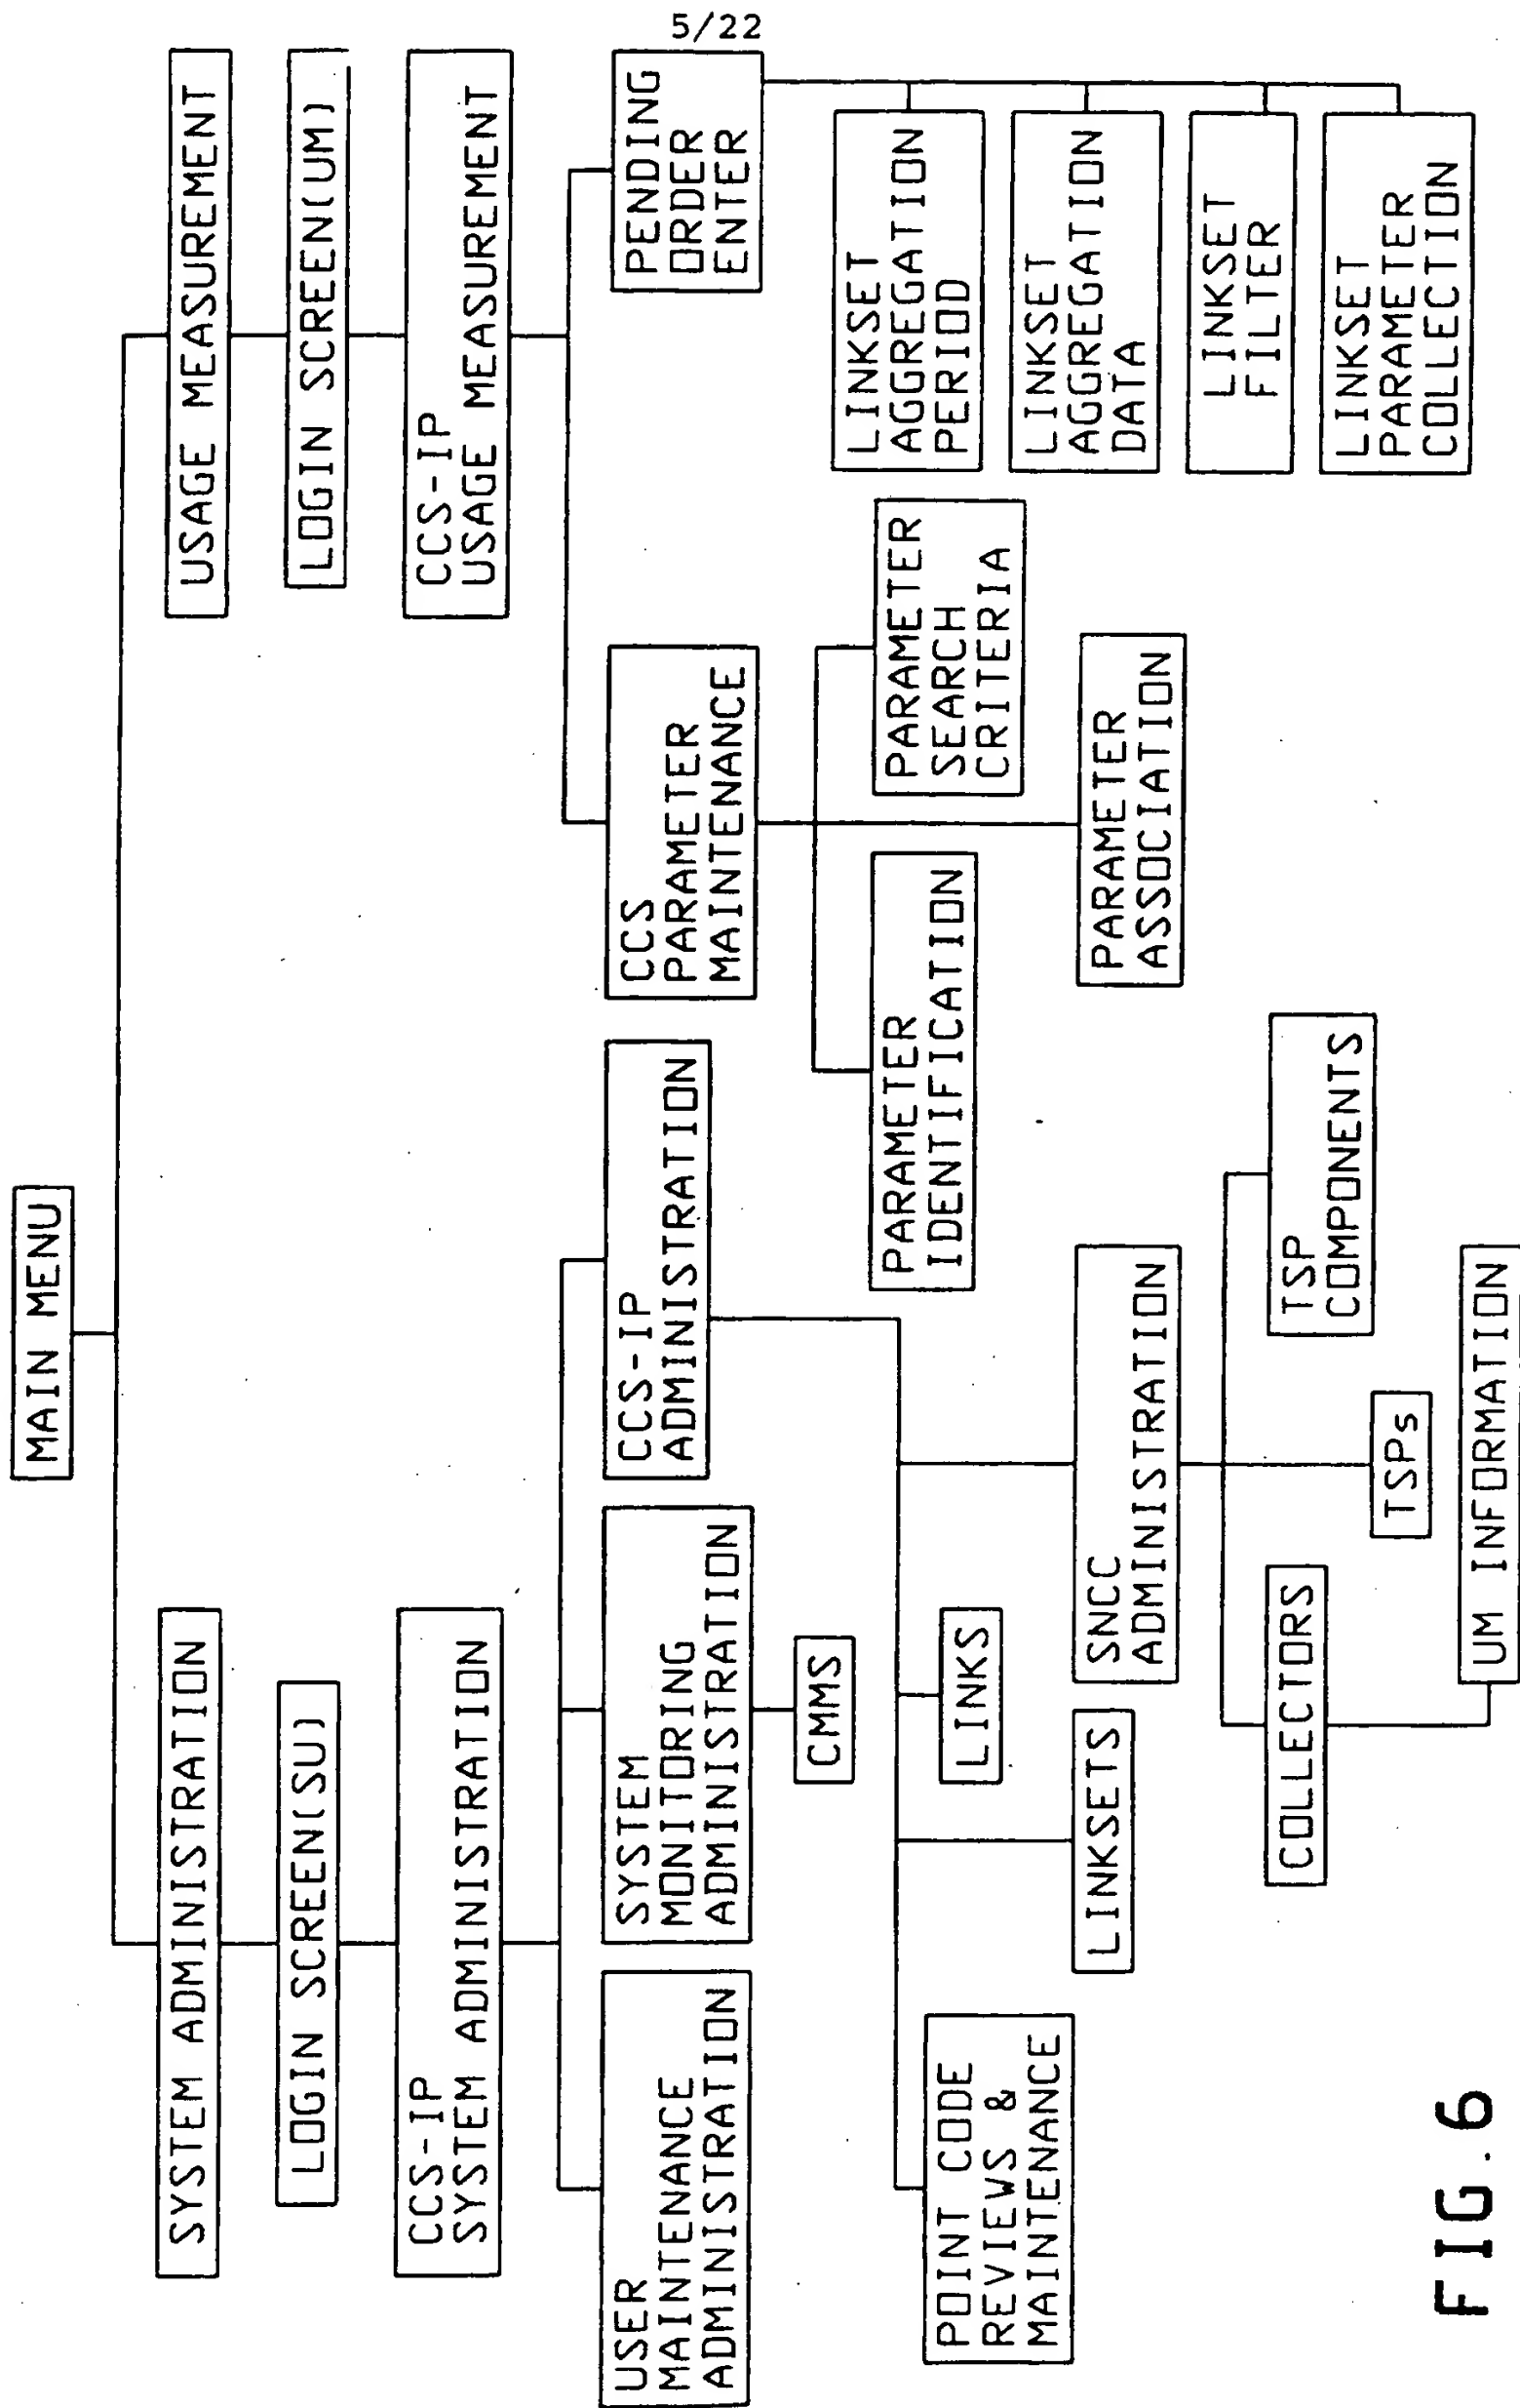 5/22
MAIN MENU
SYSTEM ADMINISTRATION
LOGIN SCREEN(SU)
CCS-IP
SYSTEM ADMINISTRATION
USER
MAINTENANCE
ADMINISTRATION
SYSTEM
MONITORING
ADMINISTRATION
CMMS
CCS-IP
ADMINISTRATION
POINT CODE
REVIEWS &
MAINTENANCE
LINKSETS
LINKS
SNCC
ADMINISTRATION
COLLECTORS
TSPs
TSP
COMPONENTS
UM INFORMATION
USAGE MEASUREMENT
LOGIN SCREEN(UM)
CCS-IP
USAGE MEASUREMENT
CCS
PARAMETER
MAINTENANCE
PARAMETER
IDENTIFICATION
PARAMETER
SEARCH
CRITERIA
PARAMETER
ASSOCIATION
PENDING
ORDER
ENTER
LINKSET
AGGREGATION
PERIOD
LINKSET
AGGREGATION
DATA
LINKSET
FILTER
LINKSET
PARAMETER
COLLECTION
FIG.6